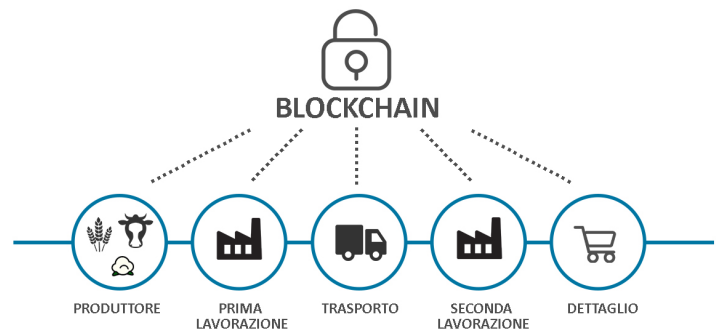 BLOCKCHAIN
PRODUTTORE
PRIMA
LAVORAZIONE
TRASPORTO
SECONDA
LAVORAZIONE
DETTAGLIO